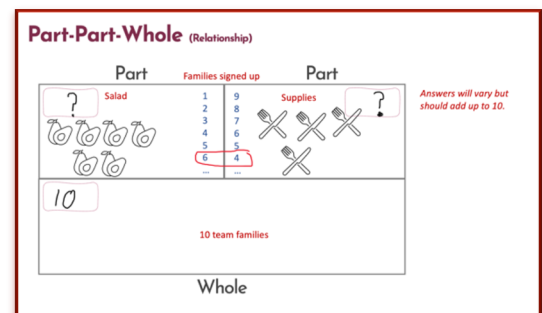 Part-Part-Whole (Relationship)
Part
Families signed up
Part
?
Salad
1 9
2 8
3 7
4 6
5 5
6 4
... ...
Supplies
?
Answers will vary but
should add up to 10.
10
10 team families
Whole